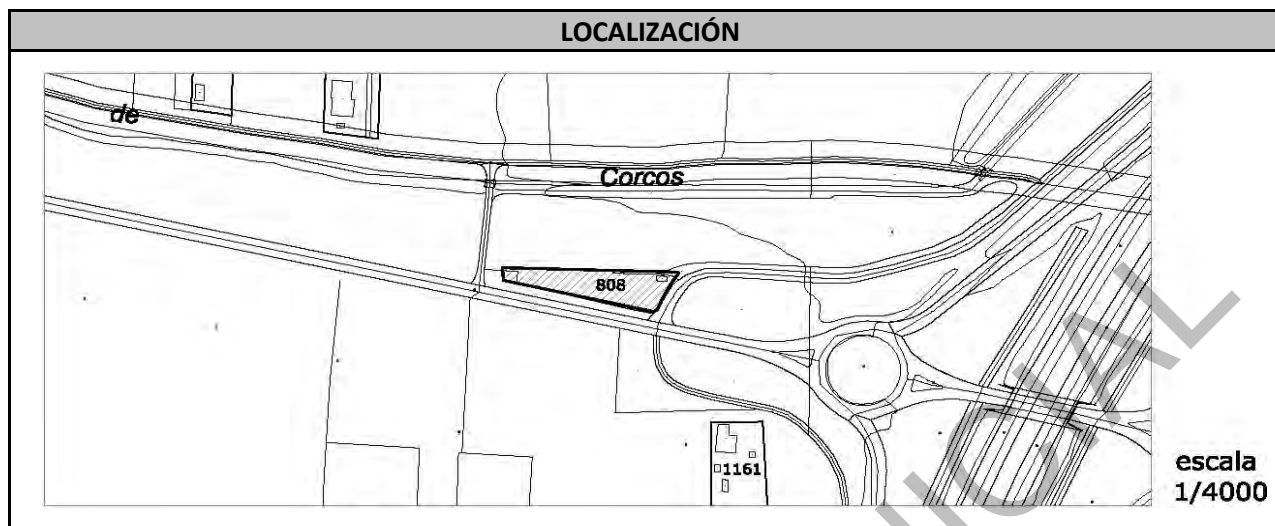 LOCALIZACIÓN
de
Corcos
808
1161
escala
1/4000